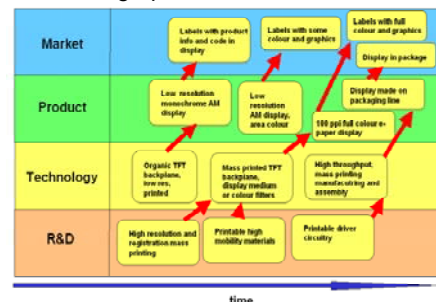 Market
Labels with product
info and code in
display
Labels with some
colour and graphics
Labels with full
colour and graphics
Display in package
Product
Low resolution
monochrome AM
display
Low
resolution
AM display,
area colour
100 ppi full colour e-
paper display
Display made on
packaging line
Technology
Organic TFT
backplane,
low res,
printed
Mass printed TFT
backplane,
display medium
or colour filters
High throughput,
mass printing
manufacturing and
assembly
R&D
High resolution and
registration mass
printing
Printable high
mobility materials
Printable driver
circuitry
time